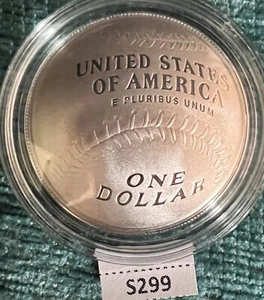 UNITED STATES
OF AMERICA
E PLURIBUS UNUM
ONE
DOLLAR
S299